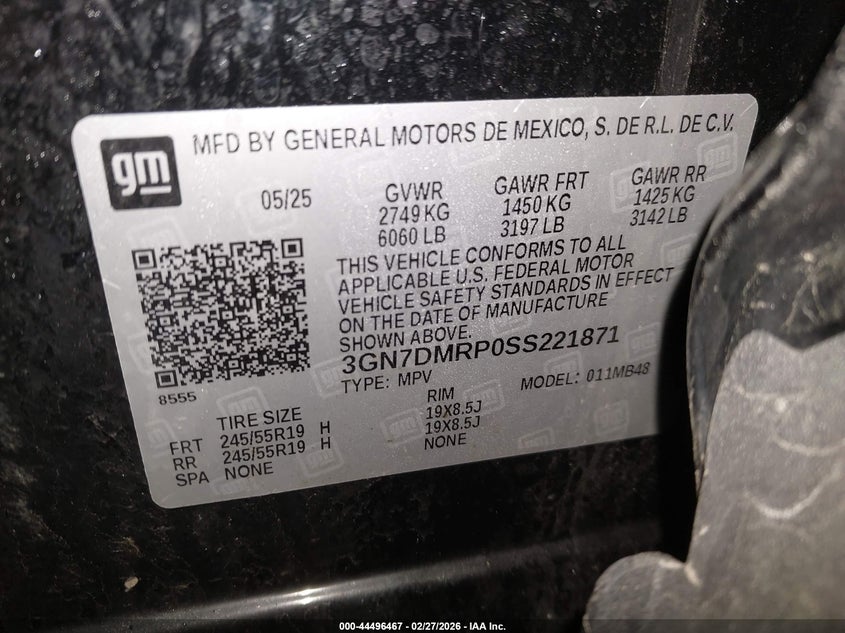 gm
MFD BY GENERAL MOTORS DE MEXICO, S. DE R.L. DE C.V.
05/25
GVWR
2749 KG
6060 LB
GAWR FRT
1450 KG
3197 LB
GAWR RR
1425 KG
3142 LB
THIS VEHICLE CONFORMS TO ALL
APPLICABLE U.S. FEDERAL MOTOR
VEHICLE SAFETY STANDARDS IN EFFECT
ON THE DATE OF MANUFACTURE
SHOWN ABOVE.
3GN7DMRP0SS221871
TYPE: MPV
MODEL: 011MB48
8555
TIRE SIZE
RIM
FRT 245/55R19 H 19X8.5J
RR 245/55R19 H 19X8.5J
SPA NONE NONE
000-44496467 - 02/27/2026 - IAA Inc.